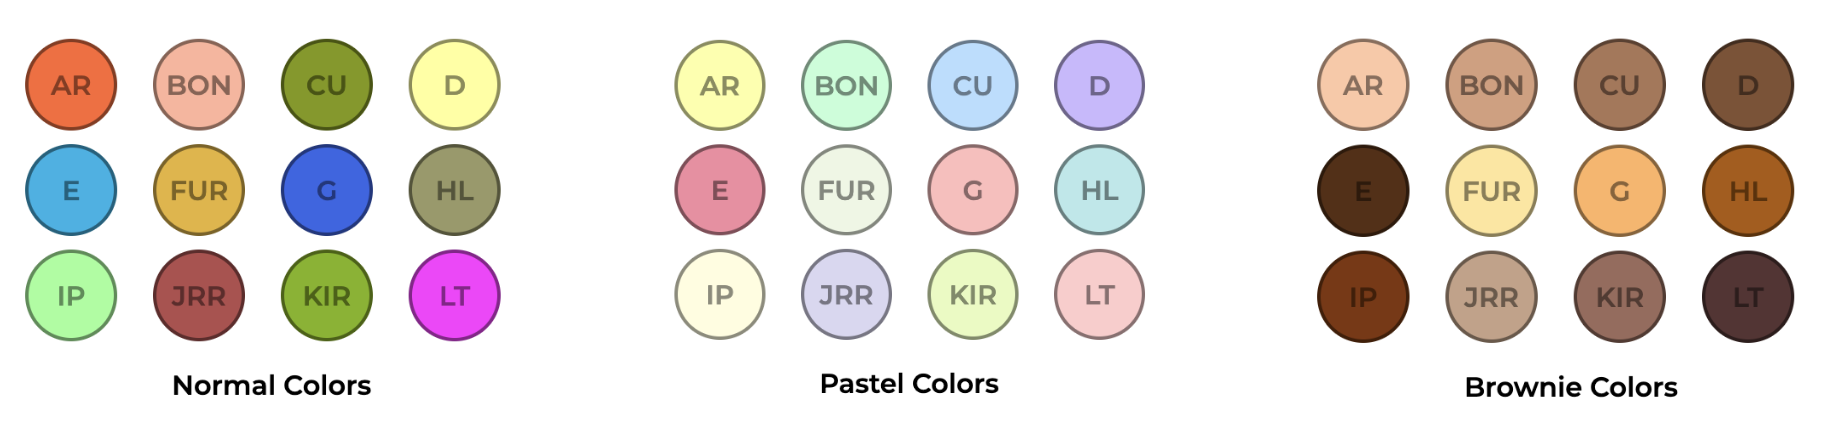 AR BON CU D
E FUR G HL
IP JRR KIR LT
Normal Colors
AR BON CU D
E FUR G HL
IP JRR KIR LT
Pastel Colors
AR BON CU D
E FUR G HL
IP JRR KIR LT
Brownie Colors